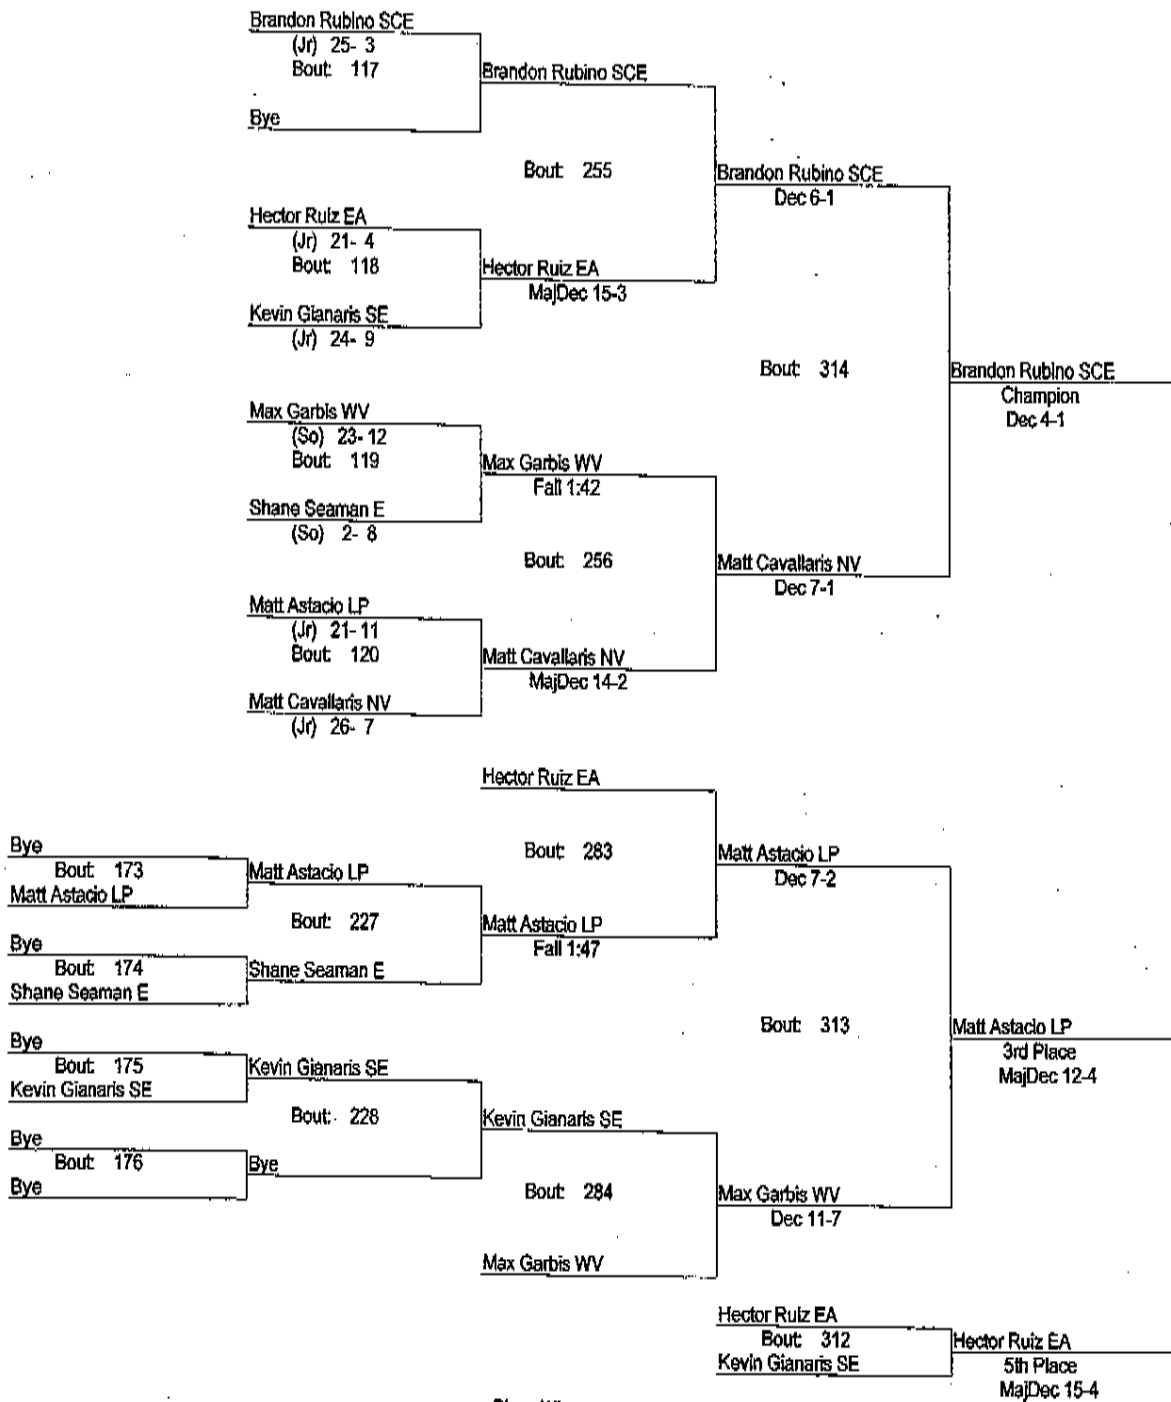 Brandon Rubino SCE
(Jr) 25- 3
Bout: 117
Brandon Rubino SCE
Bye
Bout: 255
Brandon Rubino SCE
Dec 6-1
Hector Ruiz EA
(Jr) 21- 4
Bout: 118
Hector Ruiz EA
MajDec 15-3
Kevin Gianaris SE
(Jr) 24- 9
Bout: 314
Brandon Rubino SCE
Champion
Dec 4-1
Max Garbis WV
(So) 23- 12
Bout: 119
Max Garbis WV
Fall 1:42
Shane Seaman E
(So) 2- 8
Bout: 256
Matt Cavallaris NV
Dec 7-1
Matt Astacio LP
(Jr) 21- 11
Bout: 120
Matt Cavallaris NV
MajDec 14-2
Matt Cavallaris NV
(Jr) 26- 7
Hector Ruiz EA
Bye
Bout: 173
Matt Astacio LP
Matt Astacio LP
Bout: 283
Matt Astacio LP
Dec 7-2
Bout: 227
Matt Astacio LP
Fall 1:47
Bye
Bout: 174
Shane Seaman E
Shane Seaman E
Bout: 313
Matt Astacio LP
3rd Place
MajDec 12-4
Bye
Bout: 175
Kevin Gianaris SE
Kevin Gianaris SE
Bout: 228
Kevin Gianaris SE
Bye
Bout: 176
Bye
Bye
Bout: 284
Max Garbis WV
Dec 11-7
Max Garbis WV
Hector Ruiz EA
Bout: 312
Kevin Gianaris SE
Hector Ruiz EA
5th Place
MajDec 15-4